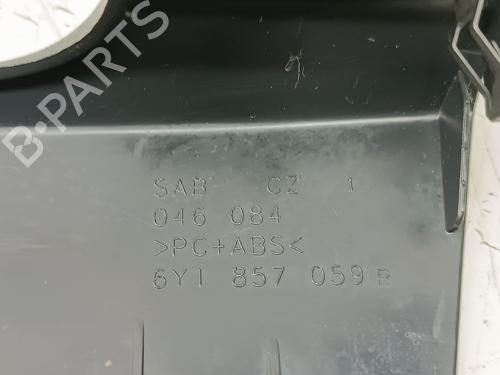 B-PARTS
SAB CZ 1
046 084
>PC+ABS<
6Y1 857 059 B